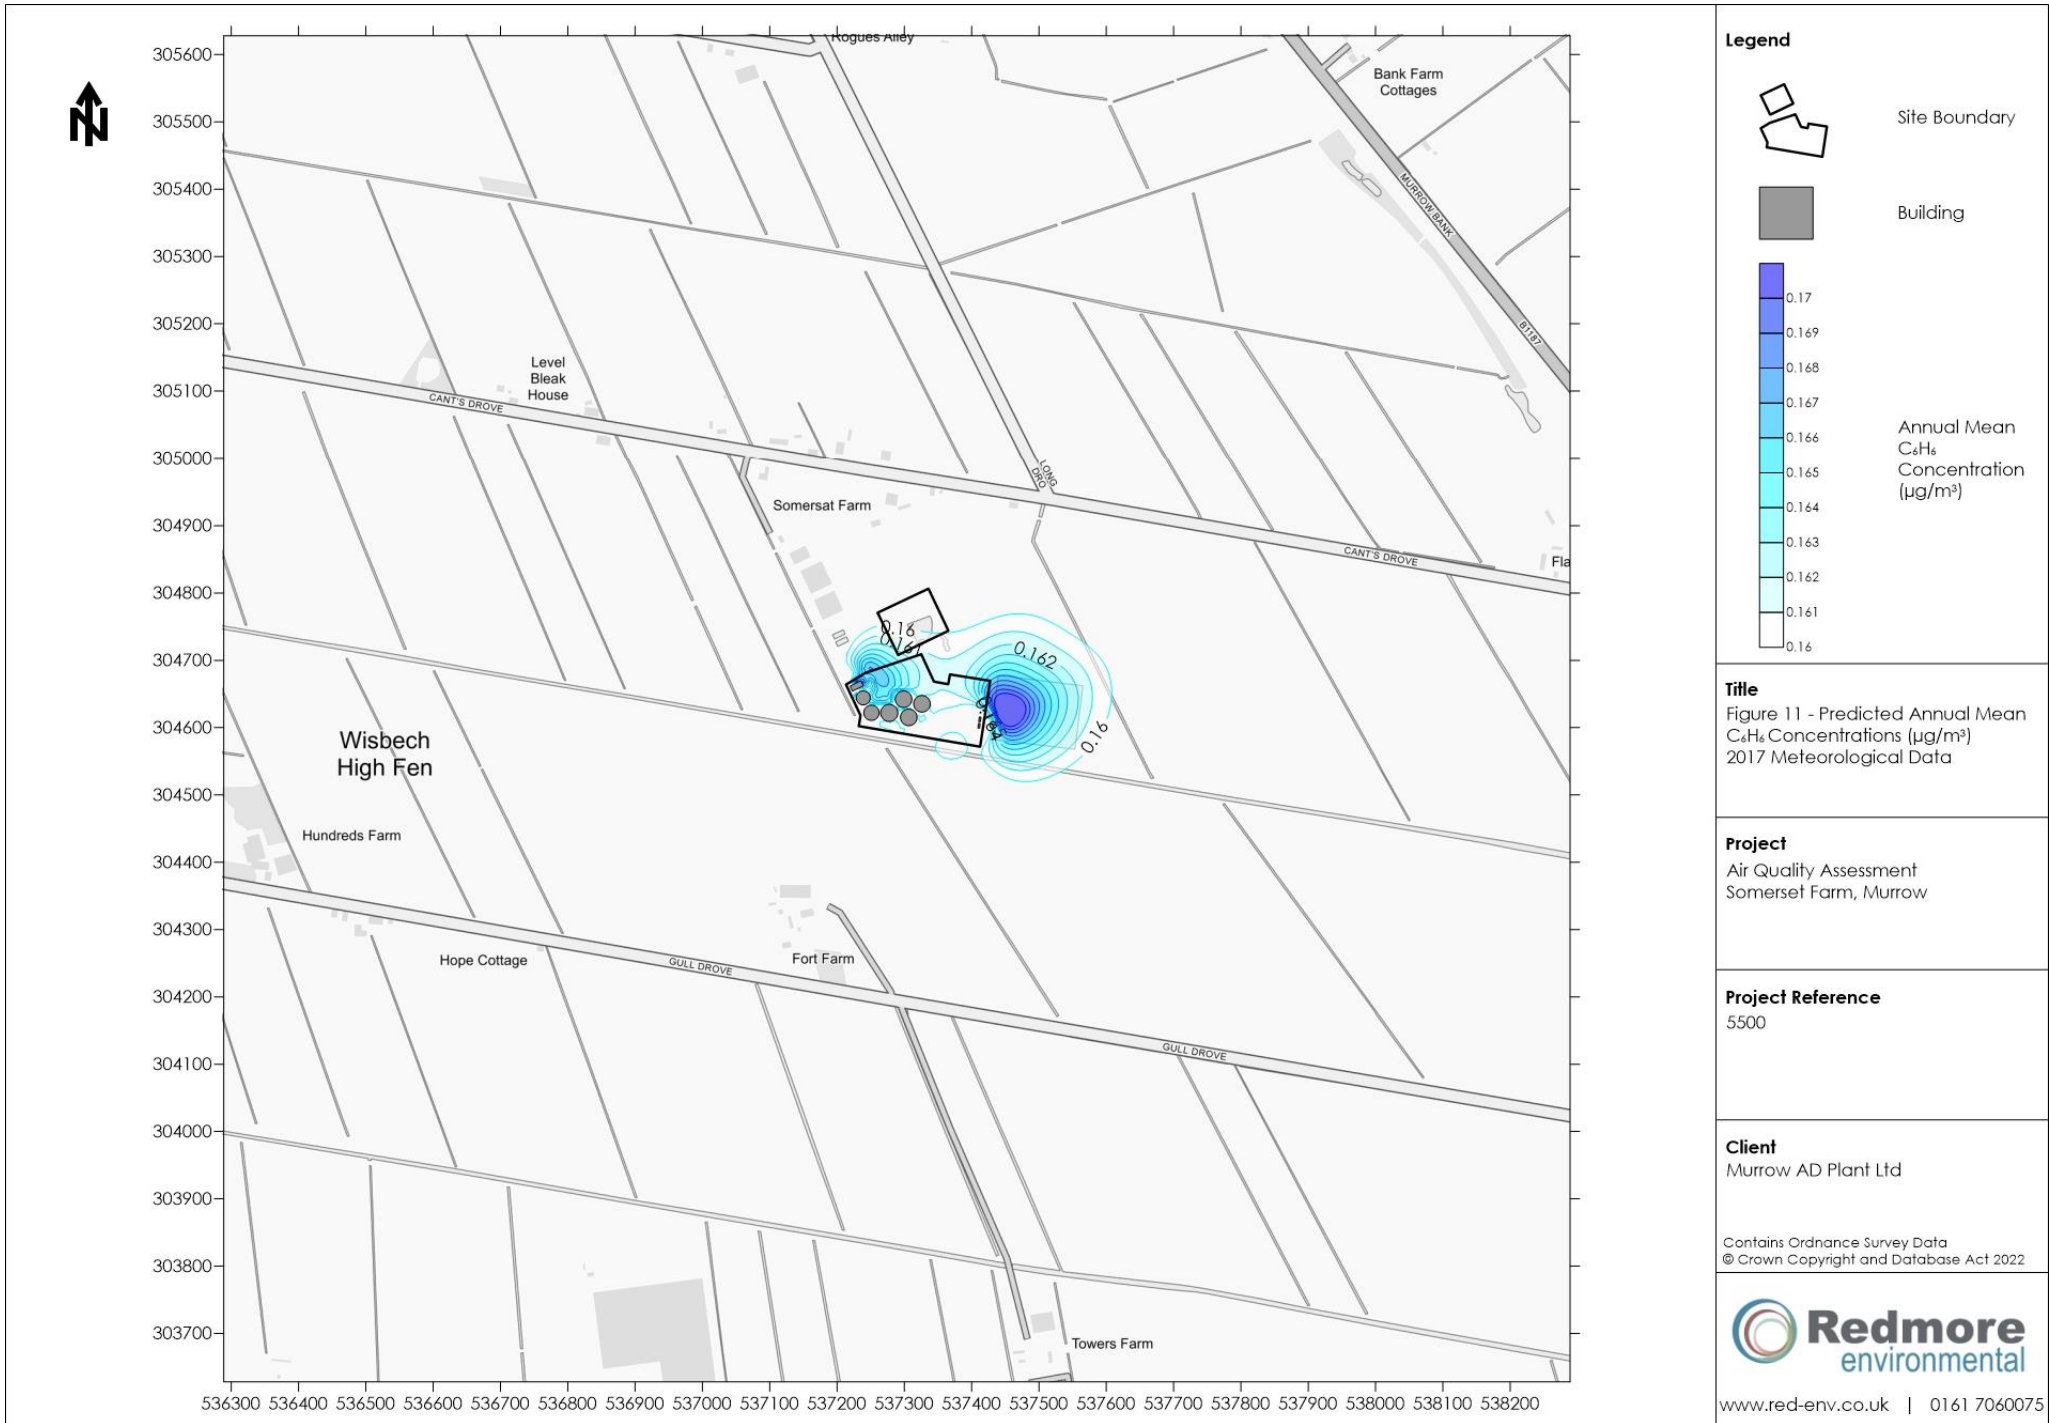 Rogues Alley
Bank Farm
Cottages
MURROW BANK
B1187
Level
Bleak
House
CANT'S DROVE
LONG
DRO
Somersat Farm
CANT'S DROVE
Fla
0.16
0.161
0.162
0.164
0.16
Wisbech
High Fen
Hundreds Farm
Hope Cottage
GULL DROVE
Fort Farm
GULL DROVE
Towers Farm
305600
305500
305400
305300
305200
305100
305000
304900
304800
304700
304600
304500
304400
304300
304200
304100
304000
303900
303800
303700
536300 536400 536500 536600 536700 536800 536900 537000 537100 537200 537300 537400 537500 537600 537700 537800 537900 538000 538100 538200
N
Legend
Site Boundary
Building
0.17
0.169
0.168
0.167
0.166
0.165
0.164
0.163
0.162
0.161
0.16
Annual Mean
C₆H₆
Concentration
(µg/m³)
Title
Figure 11 - Predicted Annual Mean
C₆H₆ Concentrations (µg/m³)
2017 Meteorological Data
Project
Air Quality Assessment
Somerset Farm, Murrow
Project Reference
5500
Client
Murrow AD Plant Ltd
Contains Ordnance Survey Data
© Crown Copyright and Database Act 2022
Redmore
environmental
www.red-env.co.uk | 0161 7060075